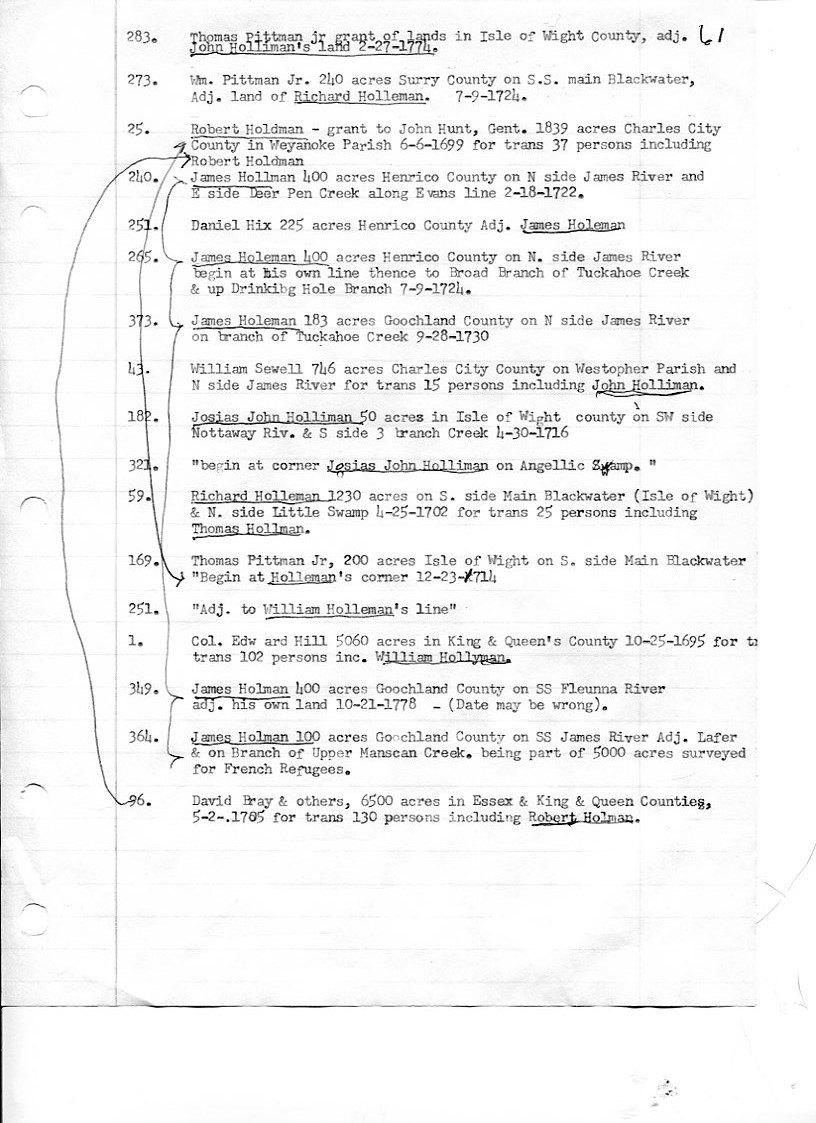 283. Thomas Pittman jr grant of lands in Isle of Wight County, adj. 61
John Holliman's land 2-27-1774.
273. Wm. Pittman Jr. 240 acres Surry County on S.S. main Blackwater,
Adj. land of Richard Holleman. 7-9-1724.
25. Robert Holdman - grant to John Hunt, Gent. 1839 acres Charles City
County in Weyanoke Parish 6-6-1699 for trans 37 persons including
Robert Holdman
240. James Hollman 400 acres Henrico County on N side James River and
E side Deer Pen Creek along Evans line 2-18-1722.
251. Daniel Hix 225 acres Henrico County Adj. James Holeman
265. James Holeman 400 acres Henrico County on N. side James River
begin at his own line thence to Broad Branch of Tuckahoe Creek
& up Drinkibg Hole Branch 7-9-1724.
373. James Holeman 183 acres Goochland County on N side James River
on branch of Tuckahoe Creek 9-28-1730
43. William Sewell 746 acres Charles City County on Westopher Parish and
N side James River for trans 15 persons including John Holliman.
182. Josias John Holliman 50 acres in Isle of Wight county on SW side
Nottaway Riv. & S side 3 branch Creek 4-30-1716
321. "begin at corner Josias John Holliman on Angellic Swamp. "
59. Richard Holleman 1230 acres on S. side Main Blackwater (Isle of Wight)
& N. side Little Swamp 4-25-1702 for trans 25 persons including
Thomas Hollman.
169. Thomas Pittman Jr, 200 acres Isle of Wight on S. side Main Blackwater
"Begin at Holleman's corner 12-23-1714
251. "Adj. to William Holleman's line"
1. Col. Edw ard Hill 5060 acres in King & Queen's County 10-25-1695 for
trans 102 persons inc. William Hollyman.
349. James Holman 400 acres Goochland County on SS Fleunna River
adj. his own land 10-21-1778 - (Date may be wrong).
364. James Holman 100 acres Goochland County on SS James River Adj. Lafer
& on Branch of Upper Manscan Creek. being part of 5000 acres surveyed
for French Refugees.
96. David Bray & others, 6500 acres in Essex & King & Queen Counties,
5-2-.1705 for trans 130 persons including Robert Holman.